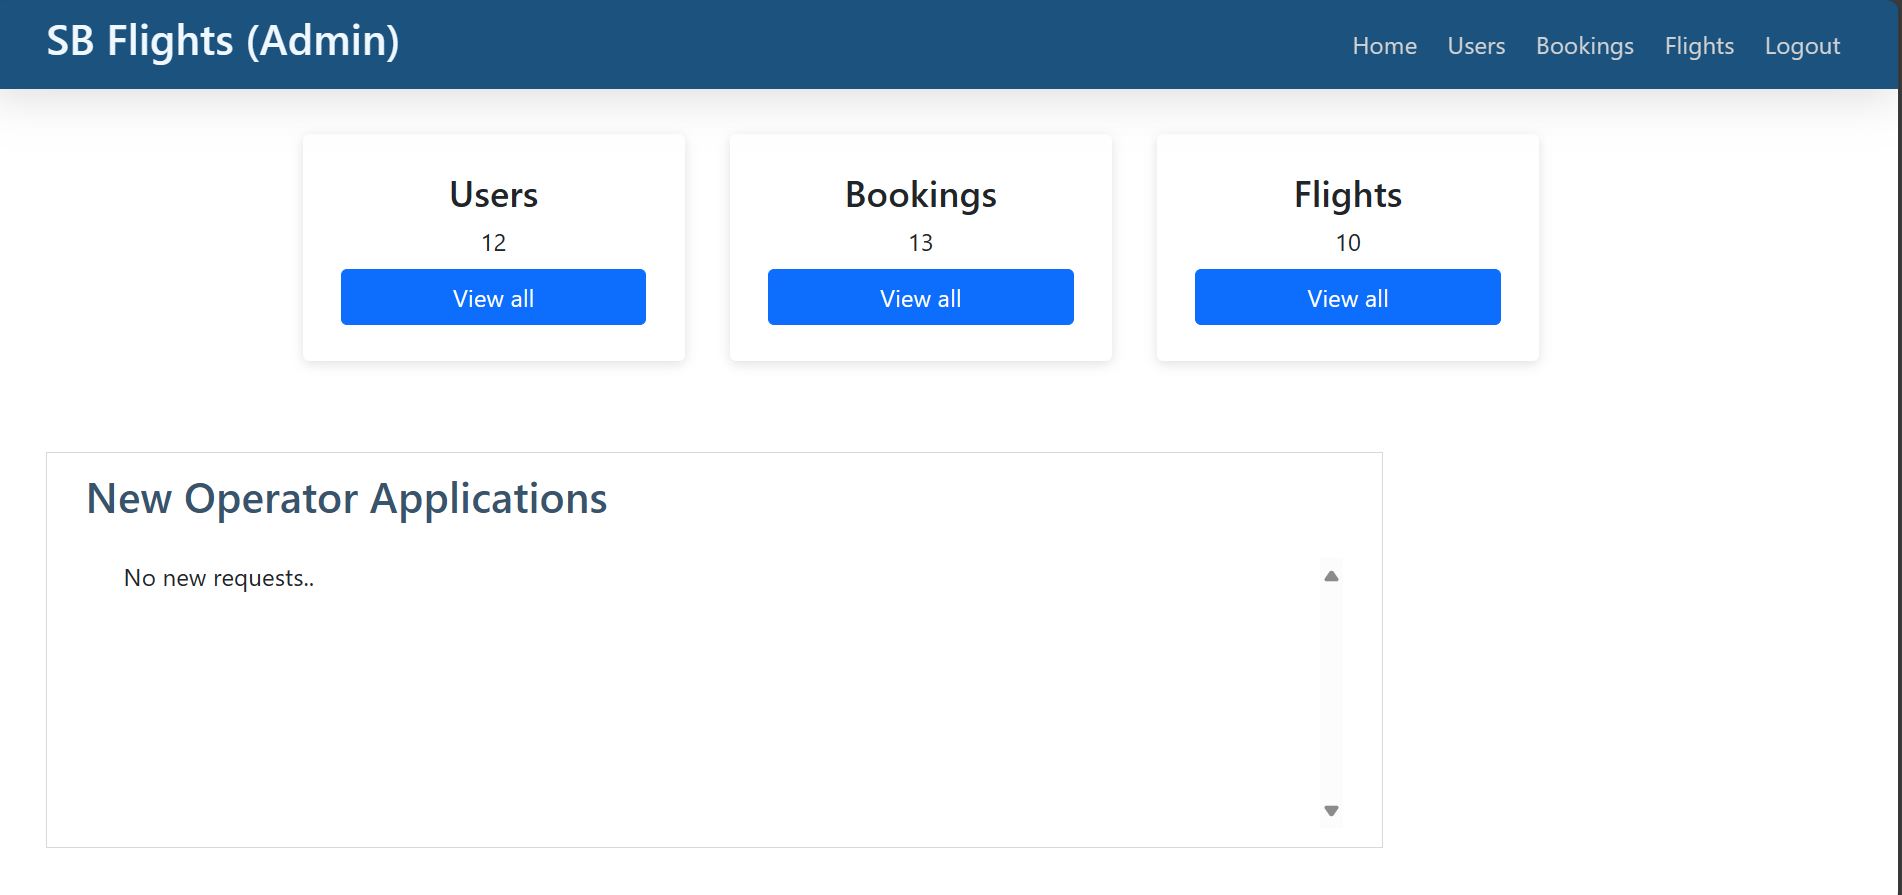 SB Flights (Admin)
Home Users Bookings Flights Logout
Users
12
View all
Bookings
13
View all
Flights
10
View all
New Operator Applications
No new requests..